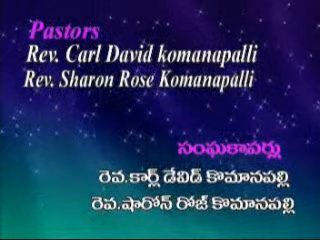 Pastors
Rev. Carl David komanapalli
Rev. Sharon Rose Komanapalli
సంఘకాపర్లు
రెవ.కార్ల్ డేవిడ్ కొమానపల్లి
రెవ.షారోన్ రోజ్ కొమానపల్లి